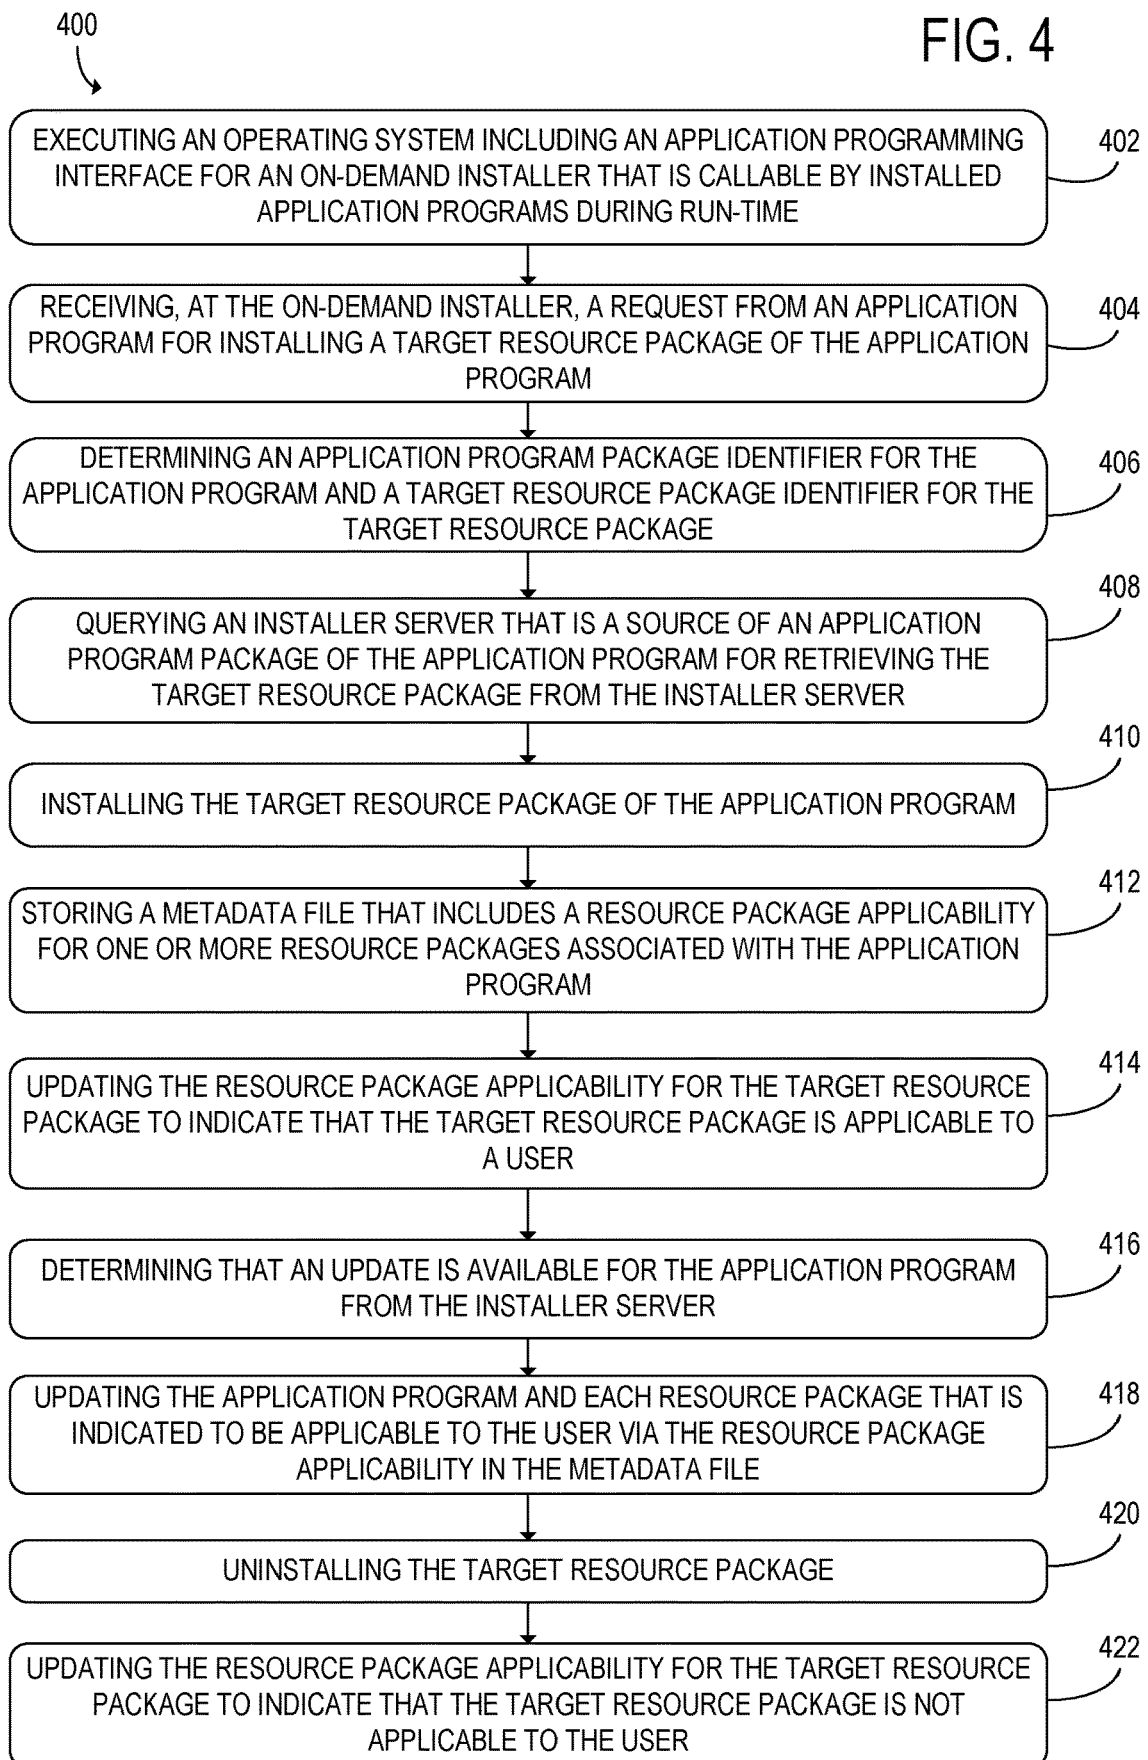 400
FIG. 4
EXECUTING AN OPERATING SYSTEM INCLUDING AN APPLICATION PROGRAMMING
INTERFACE FOR AN ON-DEMAND INSTALLER THAT IS CALLABLE BY INSTALLED
APPLICATION PROGRAMS DURING RUN-TIME
402
RECEIVING, AT THE ON-DEMAND INSTALLER, A REQUEST FROM AN APPLICATION
PROGRAM FOR INSTALLING A TARGET RESOURCE PACKAGE OF THE APPLICATION
PROGRAM
404
DETERMINING AN APPLICATION PROGRAM PACKAGE IDENTIFIER FOR THE
APPLICATION PROGRAM AND A TARGET RESOURCE PACKAGE IDENTIFIER FOR THE
TARGET RESOURCE PACKAGE
406
QUERYING AN INSTALLER SERVER THAT IS A SOURCE OF AN APPLICATION
PROGRAM PACKAGE OF THE APPLICATION PROGRAM FOR RETRIEVING THE
TARGET RESOURCE PACKAGE FROM THE INSTALLER SERVER
408
INSTALLING THE TARGET RESOURCE PACKAGE OF THE APPLICATION PROGRAM
410
STORING A METADATA FILE THAT INCLUDES A RESOURCE PACKAGE APPLICABILITY
FOR ONE OR MORE RESOURCE PACKAGES ASSOCIATED WITH THE APPLICATION
PROGRAM
412
UPDATING THE RESOURCE PACKAGE APPLICABILITY FOR THE TARGET RESOURCE
PACKAGE TO INDICATE THAT THE TARGET RESOURCE PACKAGE IS APPLICABLE TO
A USER
414
DETERMINING THAT AN UPDATE IS AVAILABLE FOR THE APPLICATION PROGRAM
FROM THE INSTALLER SERVER
416
UPDATING THE APPLICATION PROGRAM AND EACH RESOURCE PACKAGE THAT IS
INDICATED TO BE APPLICABLE TO THE USER VIA THE RESOURCE PACKAGE
APPLICABILITY IN THE METADATA FILE
418
UNINSTALLING THE TARGET RESOURCE PACKAGE
420
UPDATING THE RESOURCE PACKAGE APPLICABILITY FOR THE TARGET RESOURCE
PACKAGE TO INDICATE THAT THE TARGET RESOURCE PACKAGE IS NOT
APPLICABLE TO THE USER
422